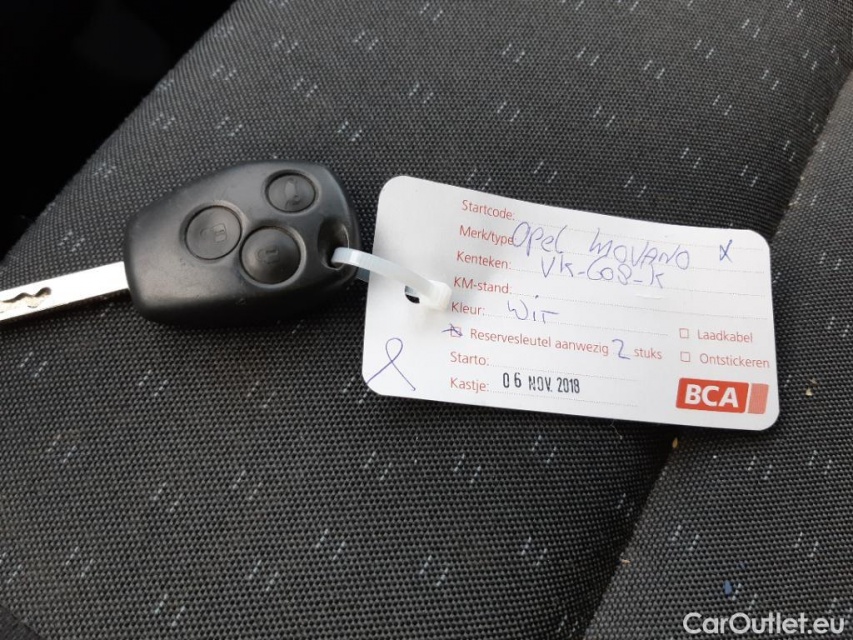 Startcode:
Merk/type: Opel Movano X
Kenteken: VK-608-K
KM-stand:
Kleur: Wit
Reservesleutel aanwezig 2 stuks
Laadkabel
Starto:
Ontstickeren
Kastje: 06 NOV. 2018
BCA
CarOutlet.eu